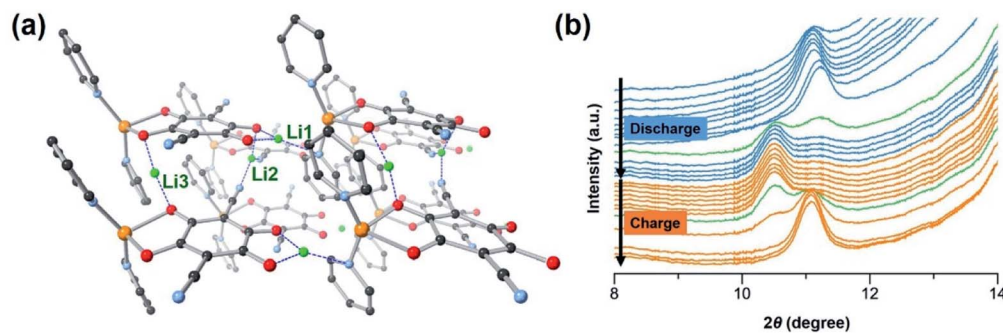 (a)
Li1
Li2
Li3
(b)
Intensity (a.u.)
Discharge
Charge
8 10 12 14
2θ (degree)